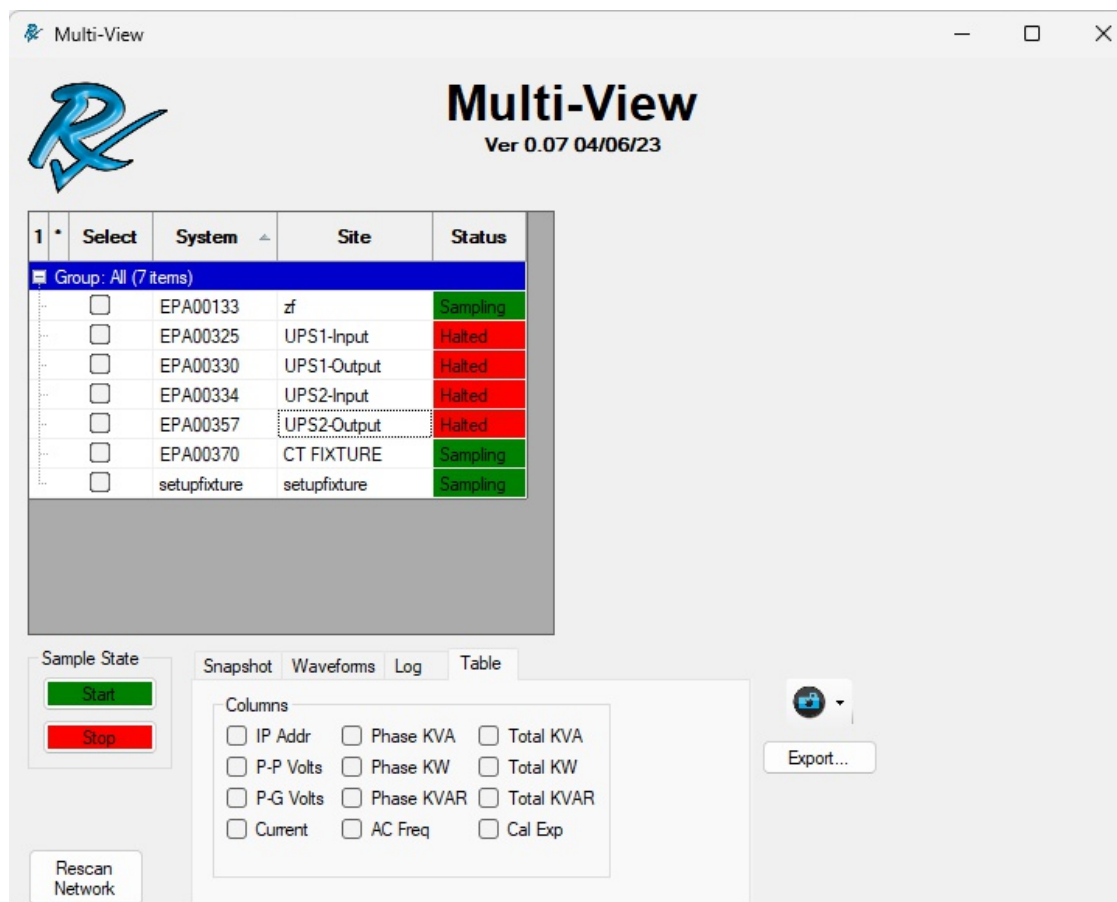 Multi-View
Rx
Multi-View
Ver 0.07 04/06/23
1 * Select System Site Status
Group: All (7 items)
EPA00133 zf Sampling
EPA00325 UPS1-Input Halted
EPA00330 UPS1-Output Halted
EPA00334 UPS2-Input Halted
EPA00357 UPS2-Output Halted
EPA00370 CT FIXTURE Sampling
setupfixture setupfixture Sampling
Sample State
Start
Stop
Rescan
Network
Snapshot Waveforms Log Table
Columns
IP Addr Phase KVA Total KVA
P-P Volts Phase KW Total KW
P-G Volts Phase KVAR Total KVAR
Current AC Freq Cal Exp
Export...